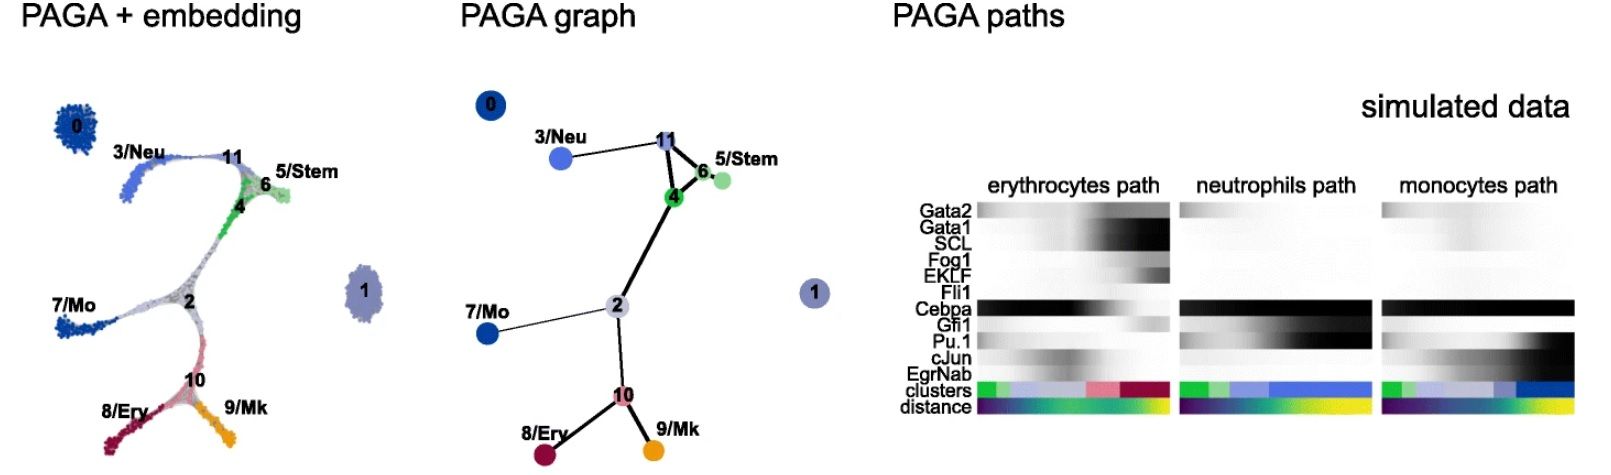 PAGA + embedding
PAGA graph
PAGA paths
simulated data
0
3/Neu
11
5/Stem
6
4
1
7/Mo
2
10
8/Ery
9/Mk
0
3/Neu
11
5/Stem
6
4
1
7/Mo
2
10
8/Ery
9/Mk
erythrocytes path
neutrophils path
monocytes path
Gata2
Gata1
SCL
Fog1
EKLF
Fli1
Cebpa
Gfi1
Pu.1
cJun
EgrNab
clusters
distance